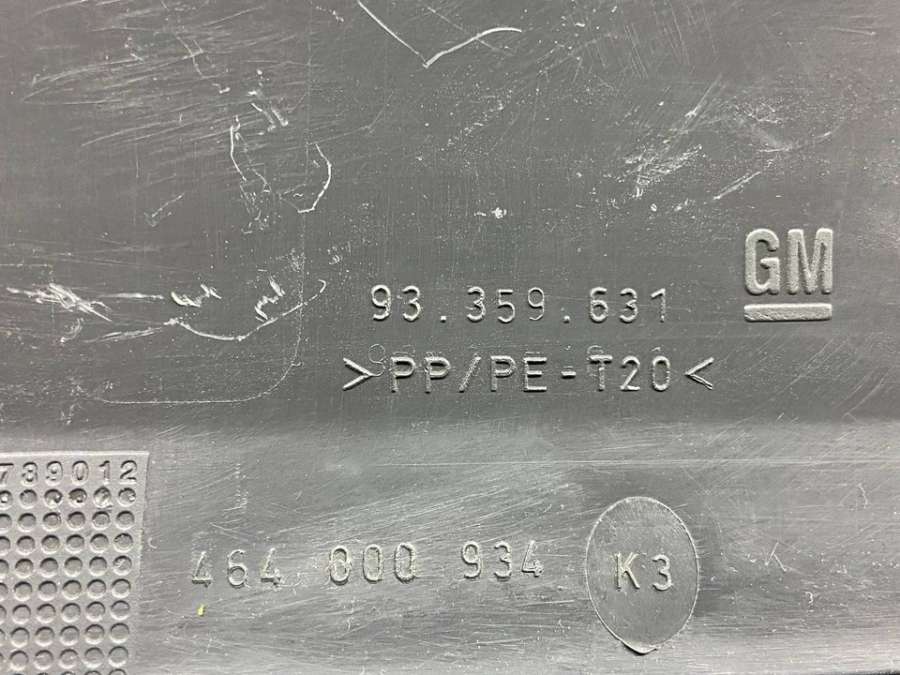 GM
93.359.631
>PP/PE-T20<
789012
464 000 934
K3